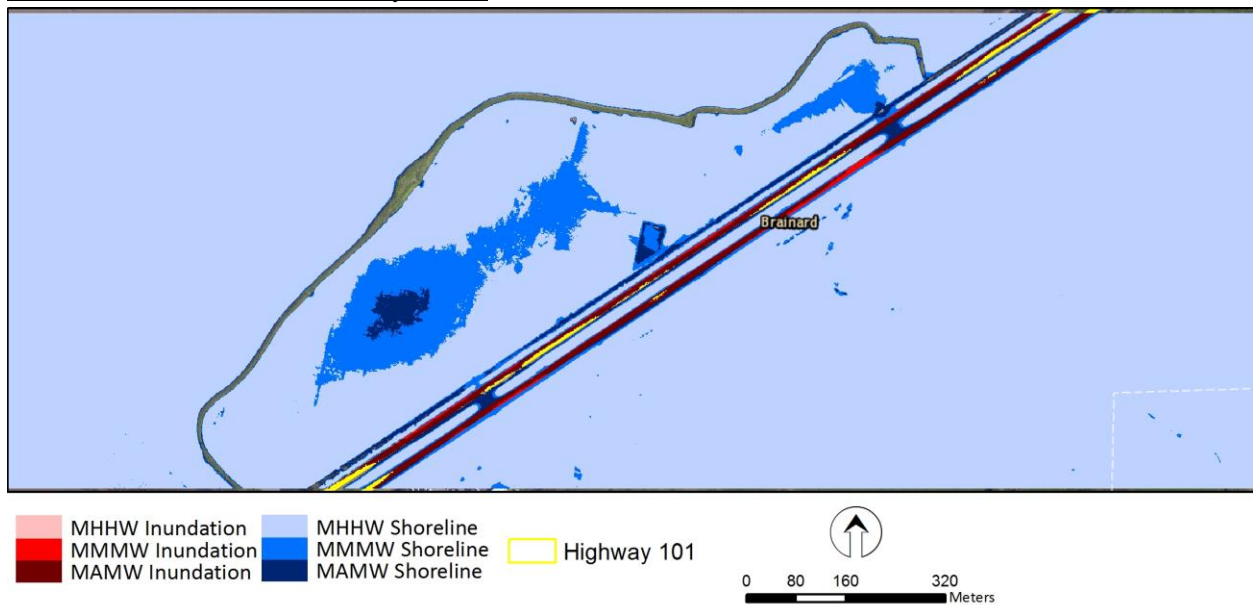 Brainard
MHHW Inundation
MMMW Inundation
MAMW Inundation
MHHW Shoreline
MMMW Shoreline
MAMW Shoreline
Highway 101
0 80 160 320
Meters